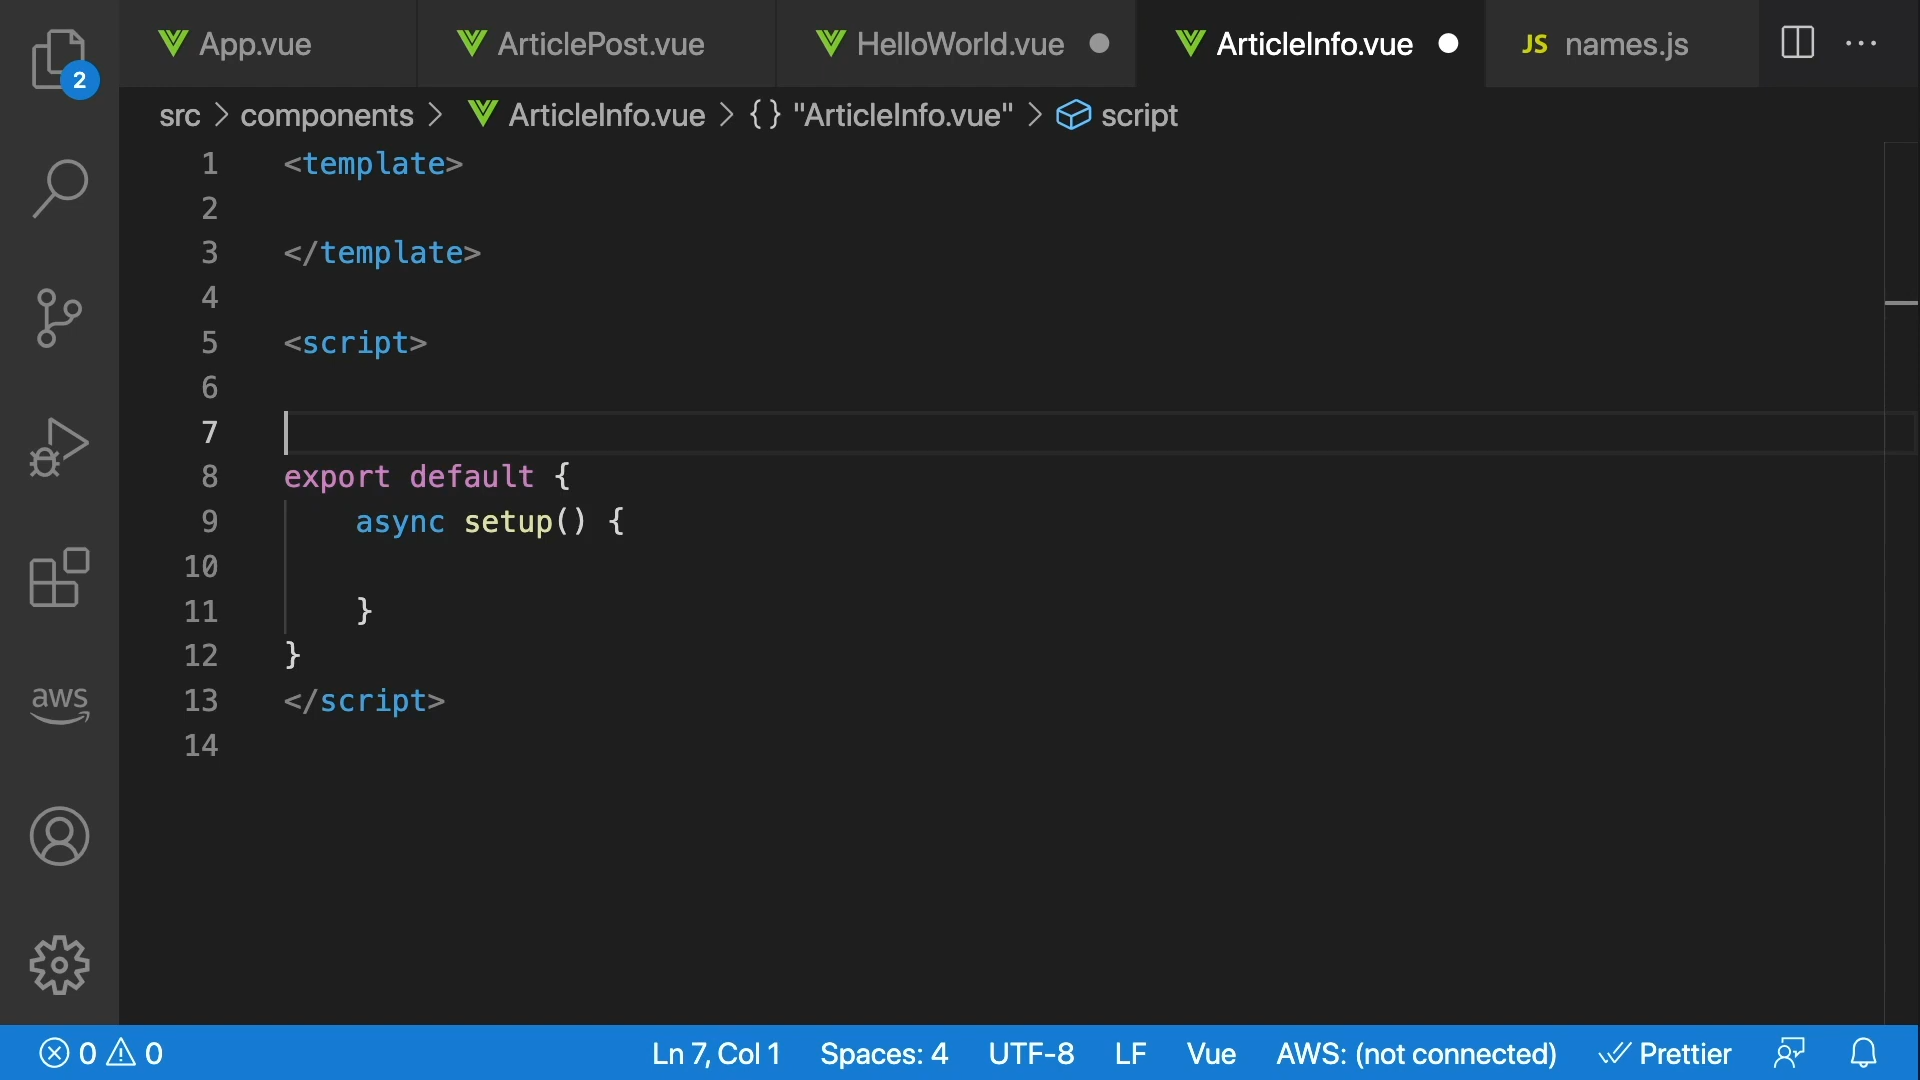 App.vue ArticlePost.vue HelloWorld.vue ArticleInfo.vue JS names.js
2
src > components > ArticleInfo.vue > {} "ArticleInfo.vue" > script
1 <template>
2
3 </template>
4
5 <script>
6
7
8 export default {
9 async setup() {
10
11 }
12 }
13 </script>
14
aws
0 0 Ln 7, Col 1 Spaces: 4 UTF-8 LF Vue AWS: (not connected) Prettier